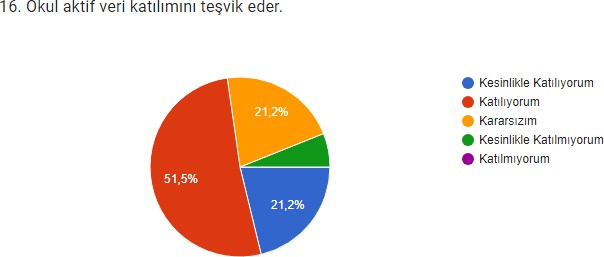 16. Okul aktif veri katılımını teşvik eder.
Kesinlikle Katılıyorum
Katılıyorum
Kararsızım
Kesinlikle Katılmıyorum
Katılmıyorum
21,2%
51,5%
21,2%